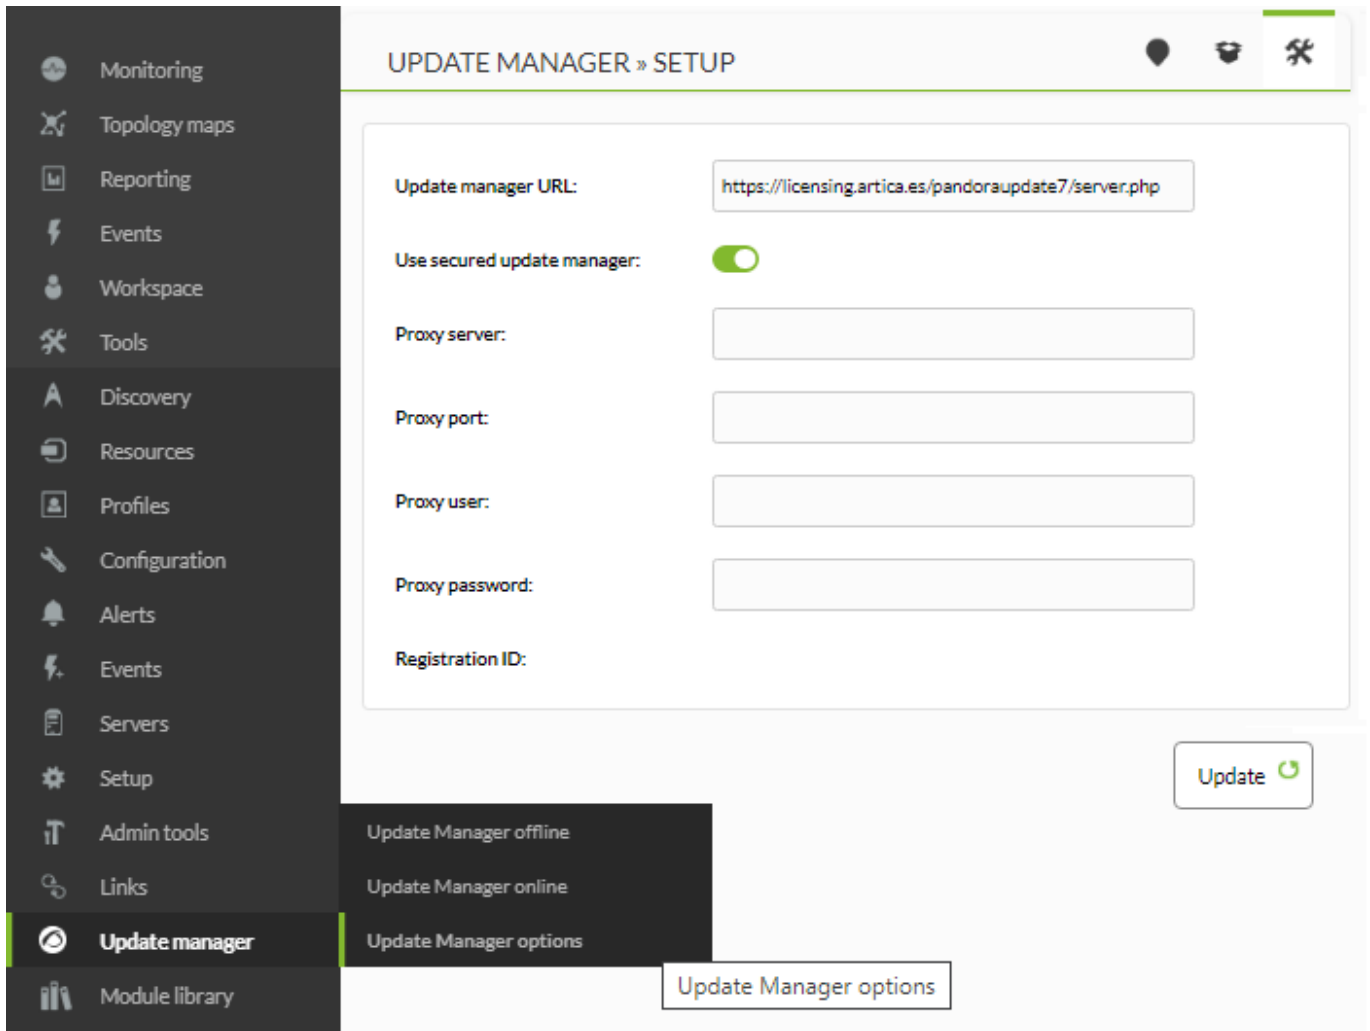 Monitoring
Topology maps
Reporting
Events
Workspace
Tools
Discovery
Resources
Profiles
Configuration
Alerts
Events
Servers
Setup
Admin tools
Links
Update manager
Module library
UPDATE MANAGER » SETUP
Update manager URL:
https://licensing.artica.es/pandoraupdate7/server.php
Use secured update manager:
Proxy server:
Proxy port:
Proxy user:
Proxy password:
Registration ID:
Update
Update Manager offline
Update Manager online
Update Manager options
Update Manager options